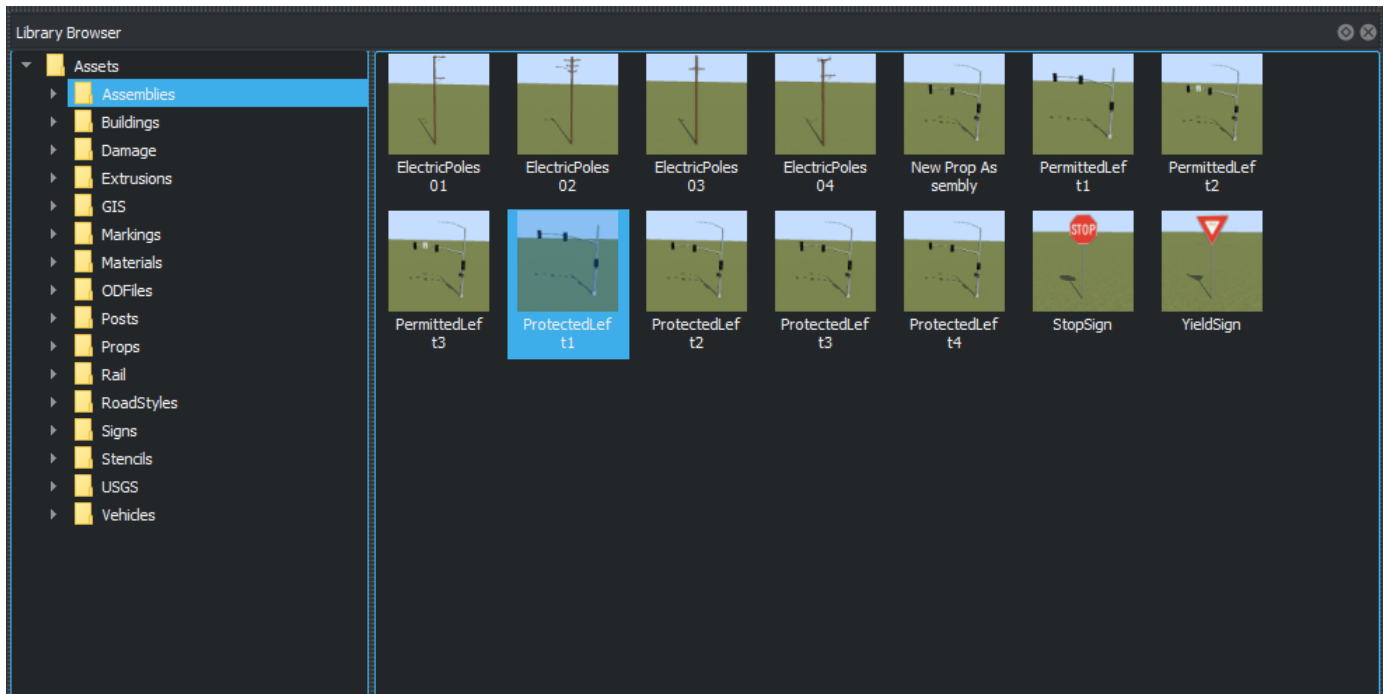 Library Browser
Assets
Assemblies
Buildings
Damage
Extrusions
GIS
Markings
Materials
ODFiles
Posts
Props
Rail
RoadStyles
Signs
Stencils
USGS
Vehicles
ElectricPoles
01
ElectricPoles
02
ElectricPoles
03
ElectricPoles
04
New Prop As
sembly
PermittedLef
t1
PermittedLef
t2
STOP
PermittedLef
t3
ProtectedLef
t1
ProtectedLef
t2
ProtectedLef
t3
ProtectedLef
t4
StopSign
YieldSign